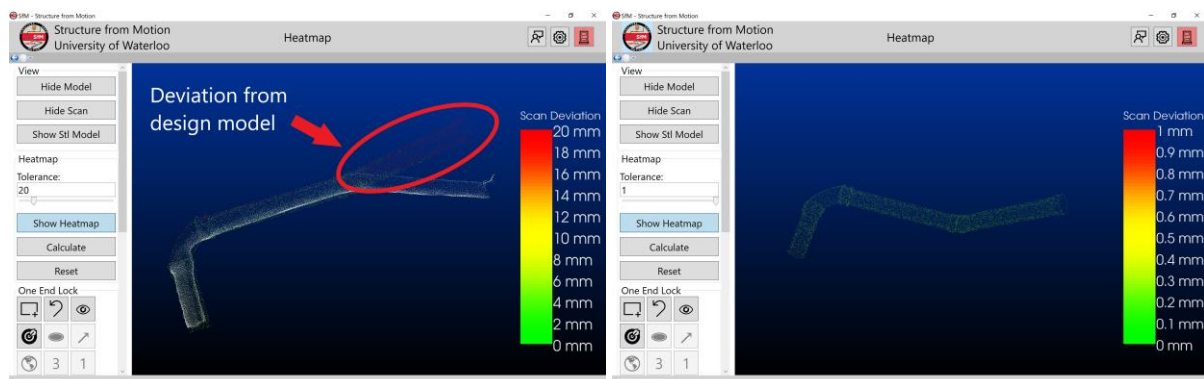 SfM - Structure from Motion
Structure from Motion
University of Waterloo
Heatmap
View
Hide Model
Hide Scan
Show Stl Model
Heatmap
Tolerance:
20
Show Heatmap
Calculate
Reset
One End Lock
3 1
Deviation from
design model
Scan Deviation
20 mm
18 mm
16 mm
14 mm
12 mm
10 mm
8 mm
6 mm
4 mm
2 mm
0 mm
SfM - Structure from Motion
Structure from Motion
University of Waterloo
Heatmap
View
Hide Model
Hide Scan
Show Stl Model
Heatmap
Tolerance:
1
Show Heatmap
Calculate
Reset
One End Lock
3 1
Scan Deviation
1 mm
0.9 mm
0.8 mm
0.7 mm
0.6 mm
0.5 mm
0.4 mm
0.3 mm
0.2 mm
0.1 mm
0 mm